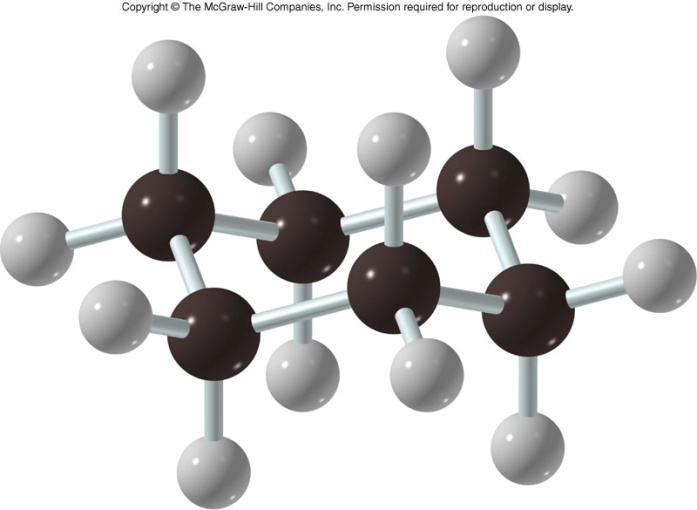 Copyright © The McGraw-Hill Companies, Inc. Permission required for reproduction or display.